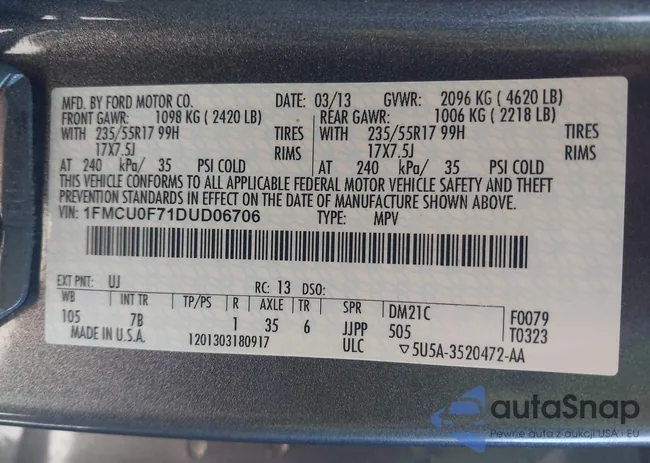 MFD. BY FORD MOTOR CO. DATE: 03/13 GVWR: 2096 KG ( 4620 LB)
FRONT GAWR: 1098 KG ( 2420 LB) REAR GAWR: 1006 KG ( 2218 LB)
WITH 235/55R17 99H TIRES WITH 235/55R17 99H TIRES
17X7.5J RIMS 17X7.5J RIMS
AT 240 kPa/ 35 PSI COLD AT 240 kPa/ 35 PSI COLD
THIS VEHICLE CONFORMS TO ALL APPLICABLE FEDERAL MOTOR VEHICLE SAFETY AND THEFT
PREVENTION STANDARDS IN EFFECT ON THE DATE OF MANUFACTURE SHOWN ABOVE.
VIN: 1FMCU0F71DUD06706 TYPE: MPV
EXT PNT: UJ RC: 13 DSO:
WB INT TR TP/PS R AXLE TR SPR DM21C F0079
105 7B 1 35 6 JJPP 505 T0323
MADE IN U.S.A. 1201303180917 ULC ▽5U5A-3520472-AA
autaSnap
Pewne auta z aukcji USA i EU